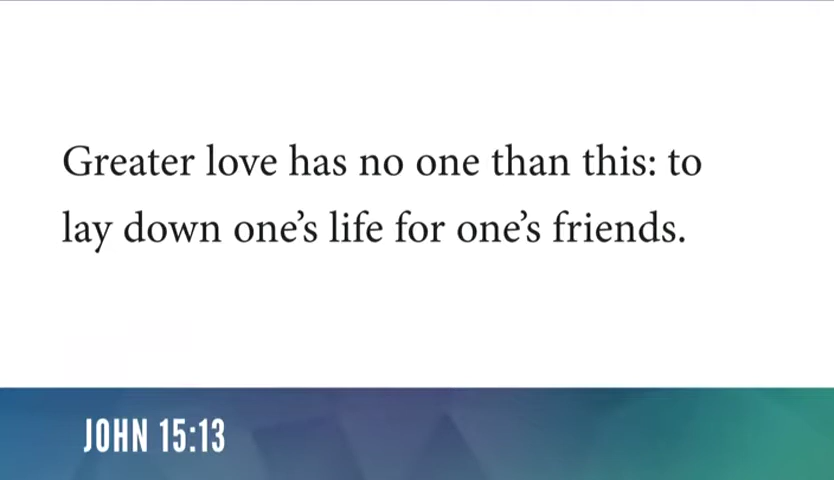 Greater love has no one than this: to
lay down one’s life for one’s friends.
JOHN 15:13